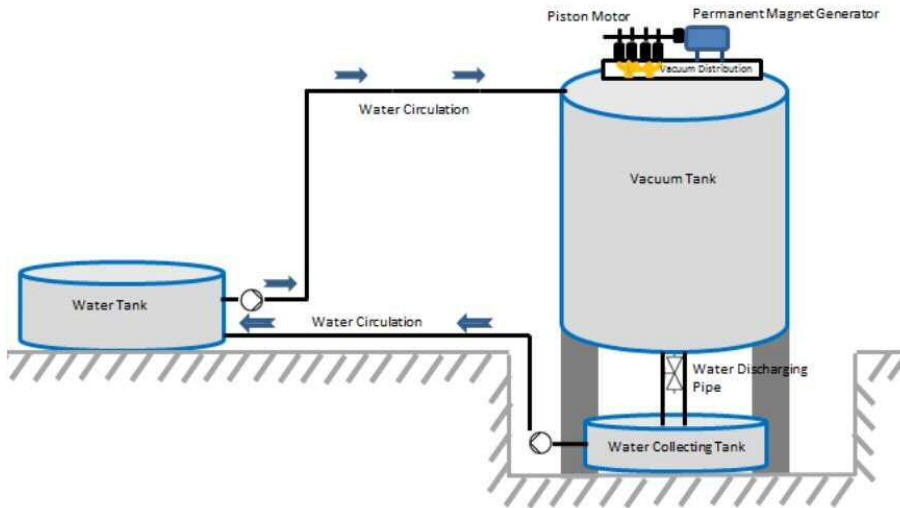 Piston Motor
Permanent Magnet Generator
Vacuum Distribution
Water Circulation
Vacuum Tank
Water Tank
Water Circulation
Water Discharging
Pipe
Water Collecting Tank